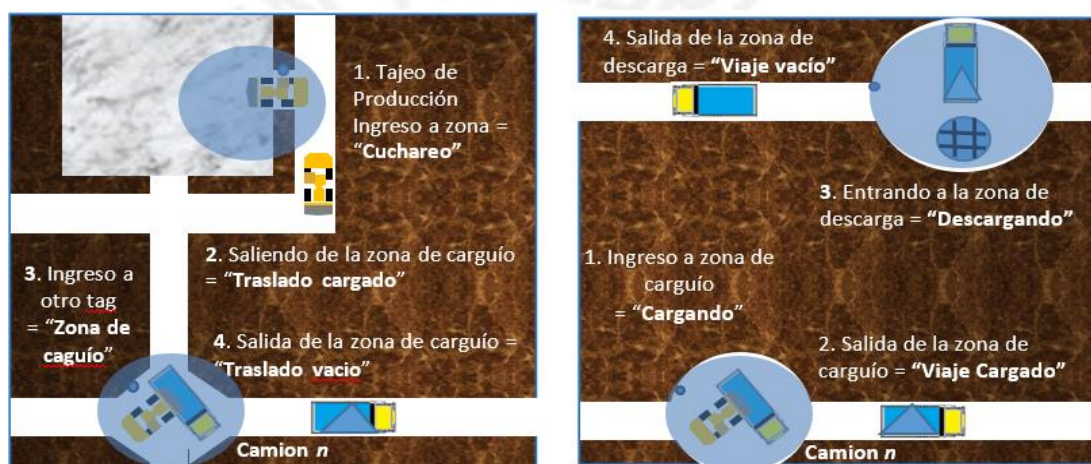 1. Tajeo de
Producción
Ingreso a zona =
“Cuchareo”
2. Saliendo de la zona de carguío
= “Traslado cargado”
3. Ingreso a
otro tag
= “Zona de
caguío”
4. Salida de la zona de carguío =
“Traslado vacio”
Camion n
4. Salida de la zona de
descarga = “Viaje vacío”
3. Entrando a la zona de
descarga = “Descargando”
1. Ingreso a zona de
carguío
= “Cargando”
2. Salida de la zona de
carguío = “Viaje Cargado”
Camion n